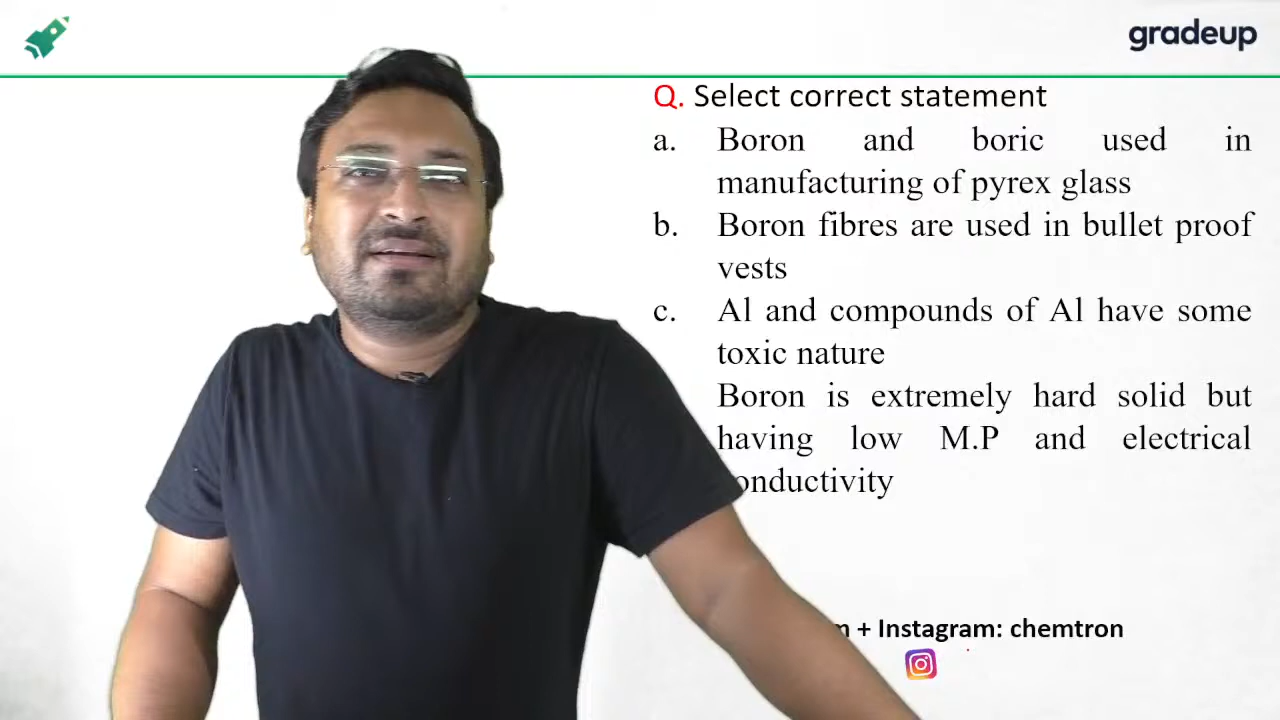 gradeup
Q. Select correct statement
a. Boron and boric used in
manufacturing of pyrex glass
b. Boron fibres are used in bullet proof
vests
c. Al and compounds of Al have some
toxic nature
Boron is extremely hard solid but
having low M.P and electrical
+ Instagram: chemtron